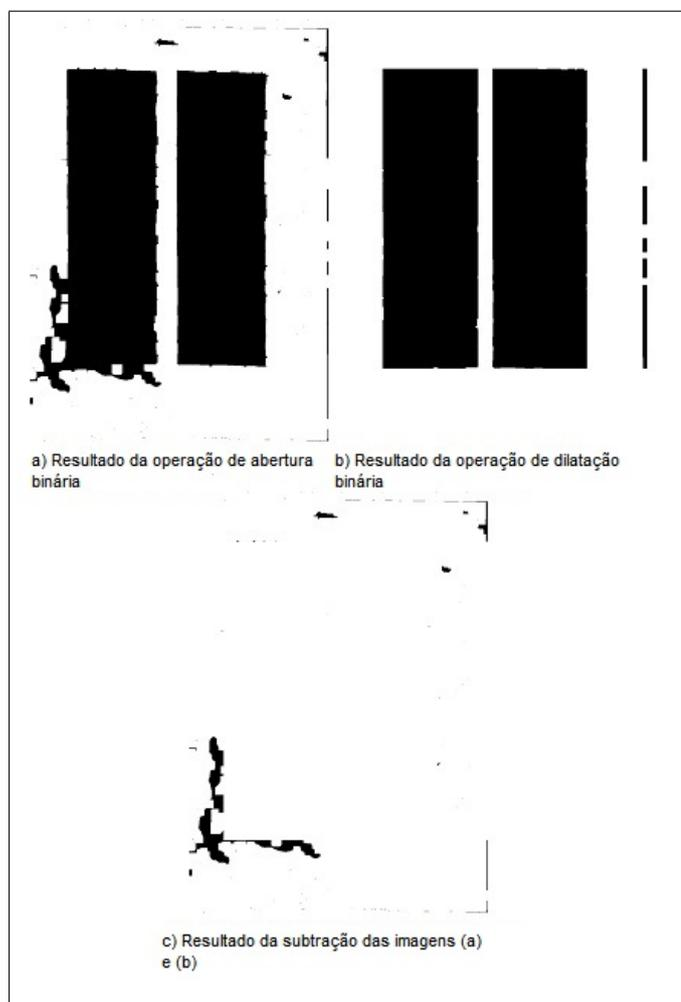 a) Resultado da operação de abertura
binária
b) Resultado da operação de dilatação
binária
c) Resultado da subtração das imagens (a)
e (b)